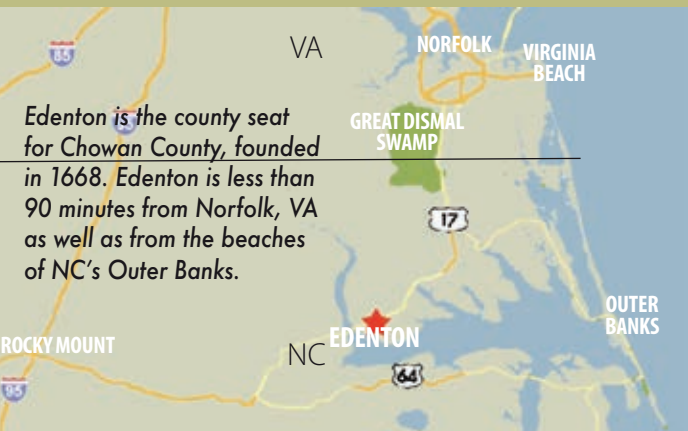 85
VA
NORFOLK
VIRGINIA
BEACH
Edenton is the county seat
for Chowan County, founded
in 1668. Edenton is less than
90 minutes from Norfolk, VA
as well as from the beaches
of NC's Outer Banks.
95
GREAT DISMAL
SWAMP
17
OUTER
BANKS
EDENTON
ROCKY MOUNT
NC
64
95